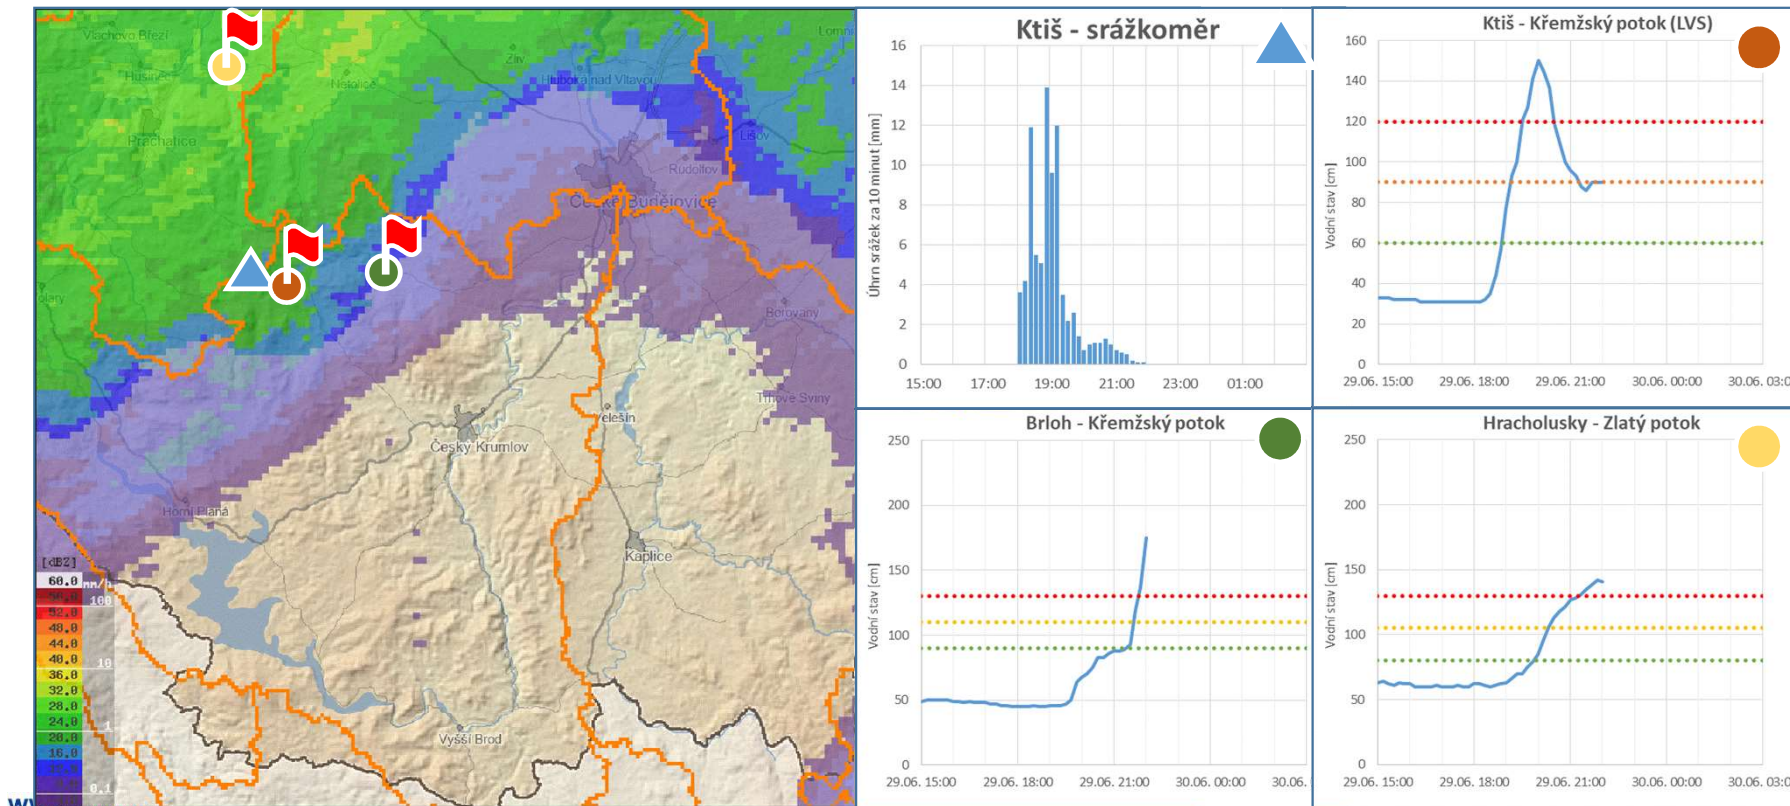 Vlachovo Březí
Lomni
Zliv
Husinec
Netolice
Hluboká nad Vltavou
Prachatice
Lišov
Rudolfov
České Budějovice
olary
Borovany
Trhové Sviny
Velešín
Český Krumlov
Horní Planá
Kaplice
Vyšší Brod
[dBZ]
60.0
mm/h
56.0
100
52.0
48.0
44.0
40.0
10
36.0
32.0
28.0
24.0
1
20.0
16.0
0.1
Ktiš - srážkoměr
Úhrn srážek za 10 minut [mm]
16
14
12
10
8
6
4
2
0
15:00 17:00 19:00 21:00 23:00 01:00
Ktiš - Křemžský potok (LVS)
Vodní stav [cm]
160
140
120
100
80
60
40
20
0
29.06. 15:00 29.06. 18:00 29.06. 21:00 30.06. 00:00 30.06. 03:0
Brloh - Křemžský potok
Vodní stav [cm]
250
200
150
100
50
0
29.06. 15:00 29.06. 18:00 29.06. 21:00 30.06. 00:00 30.06.
Hracholusky - Zlatý potok
Vodní stav [cm]
250
200
150
100
50
0
29.06. 15:00 29.06. 18:00 29.06. 21:00 30.06. 00:00 30.06. 03:0